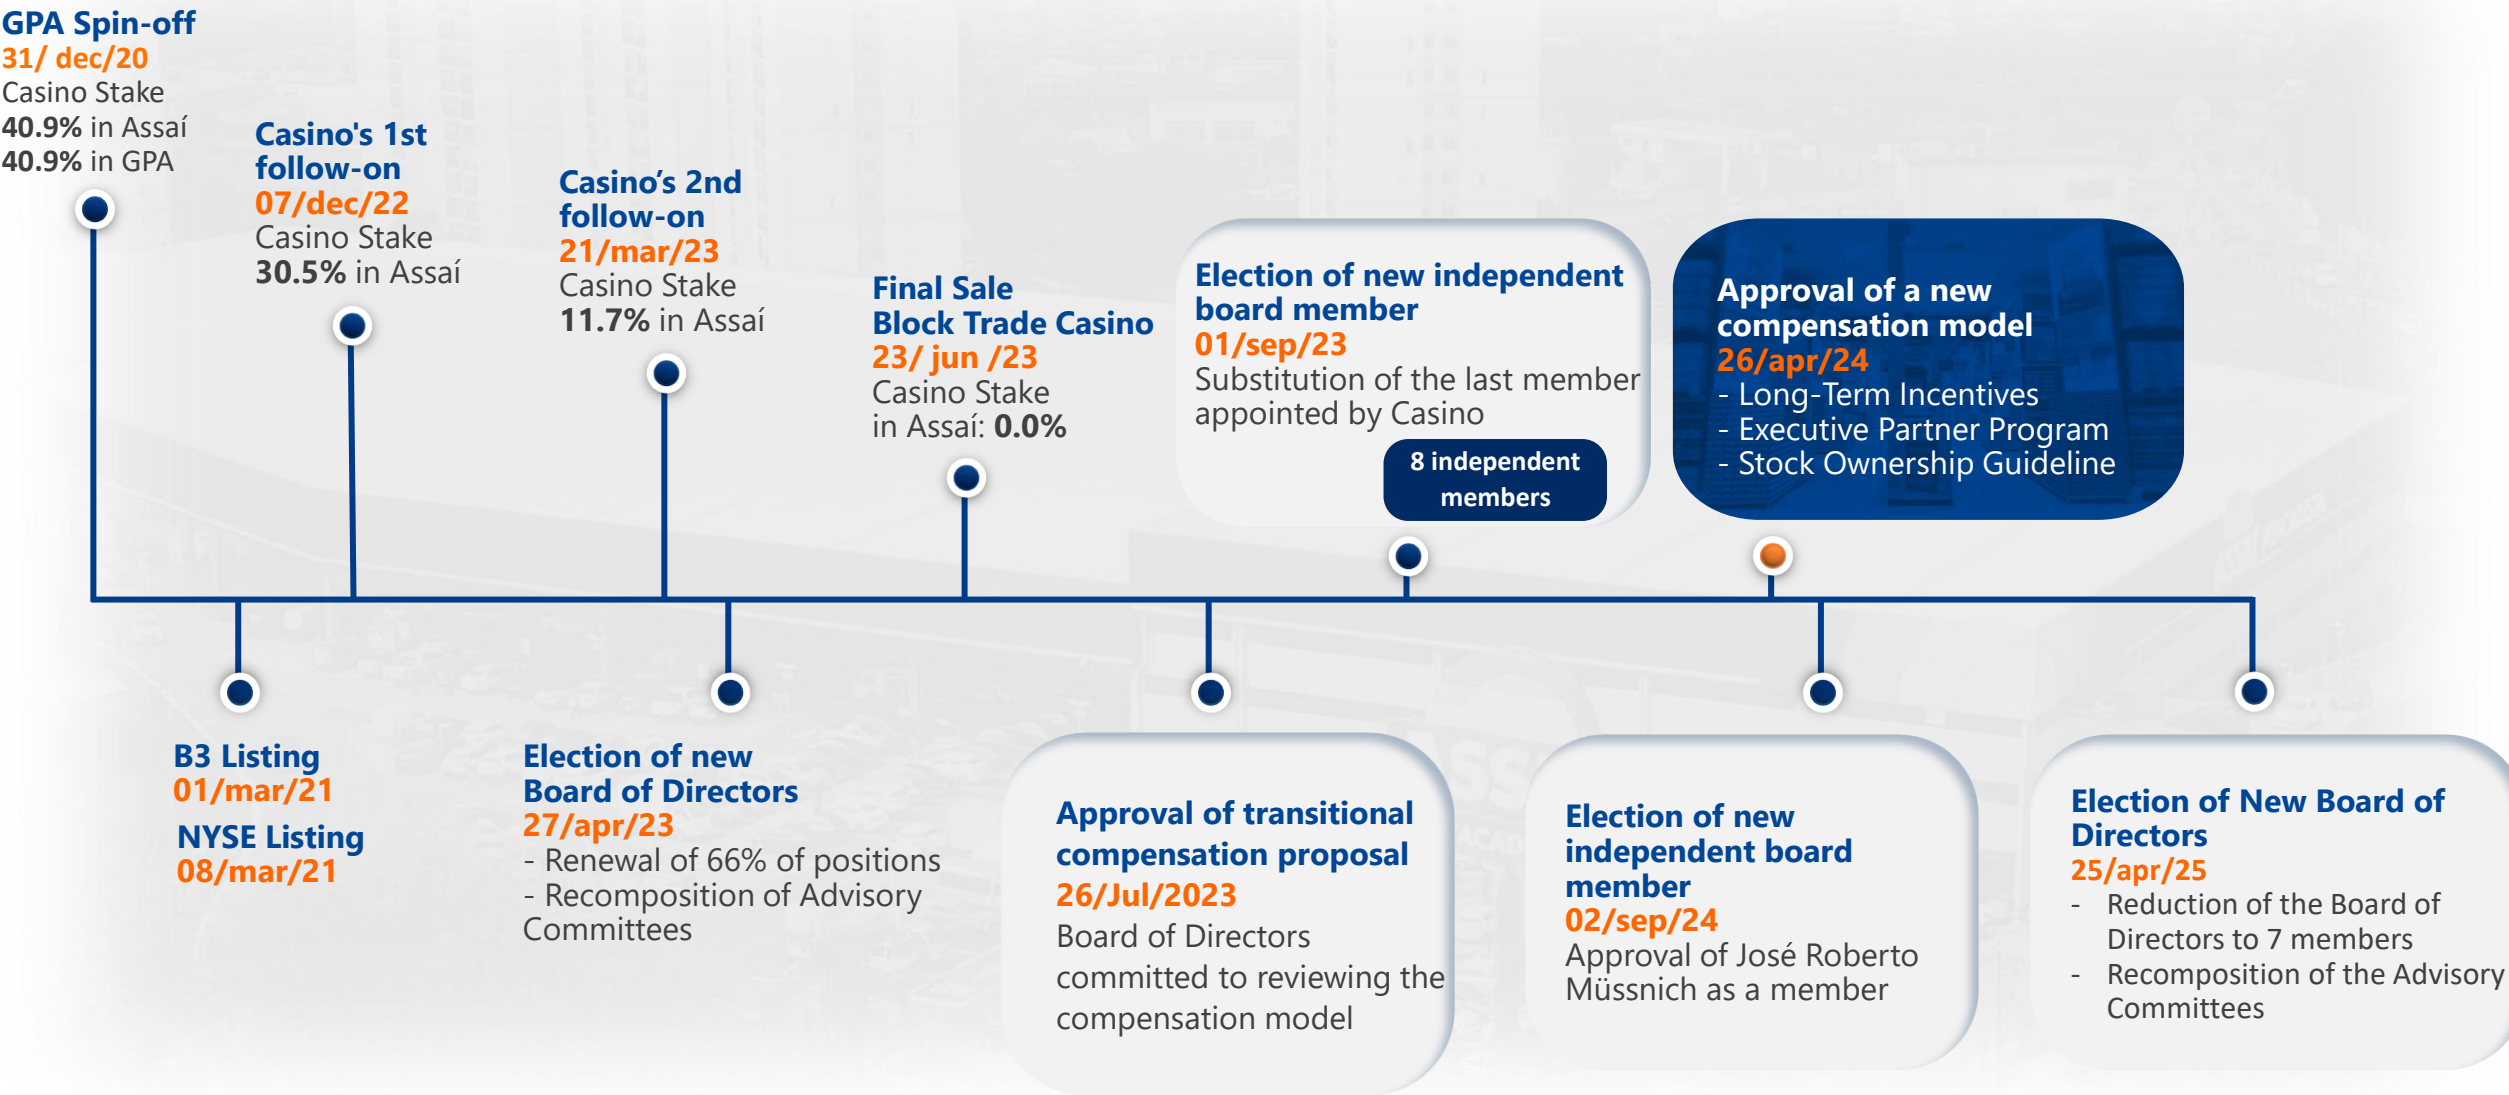 GPA Spin-off
31/ dec/20
Casino Stake
40.9% in Assaí
40.9% in GPA
Casino's 1st
follow-on
07/dec/22
Casino Stake
30.5% in Assaí
Casino’s 2nd
follow-on
21/mar/23
Casino Stake
11.7% in Assaí
Final Sale
Block Trade Casino
23/ jun /23
Casino Stake
in Assaí: 0.0%
Election of new independent
board member
01/sep/23
Substitution of the last member
appointed by Casino
8 independent
members
Approval of a new
compensation model
26/apr/24
- Long-Term Incentives
- Executive Partner Program
- Stock Ownership Guideline
B3 Listing
01/mar/21
NYSE Listing
08/mar/21
Election of new
Board of Directors
27/apr/23
- Renewal of 66% of positions
- Recomposition of Advisory
Committees
Approval of transitional
compensation proposal
26/Jul/2023
Board of Directors
committed to reviewing the
compensation model
Election of new
independent board
member
02/sep/24
Approval of José Roberto
Müssnich as a member
Election of New Board of
Directors
25/apr/25
- Reduction of the Board of
Directors to 7 members
- Recomposition of the Advisory
Committees